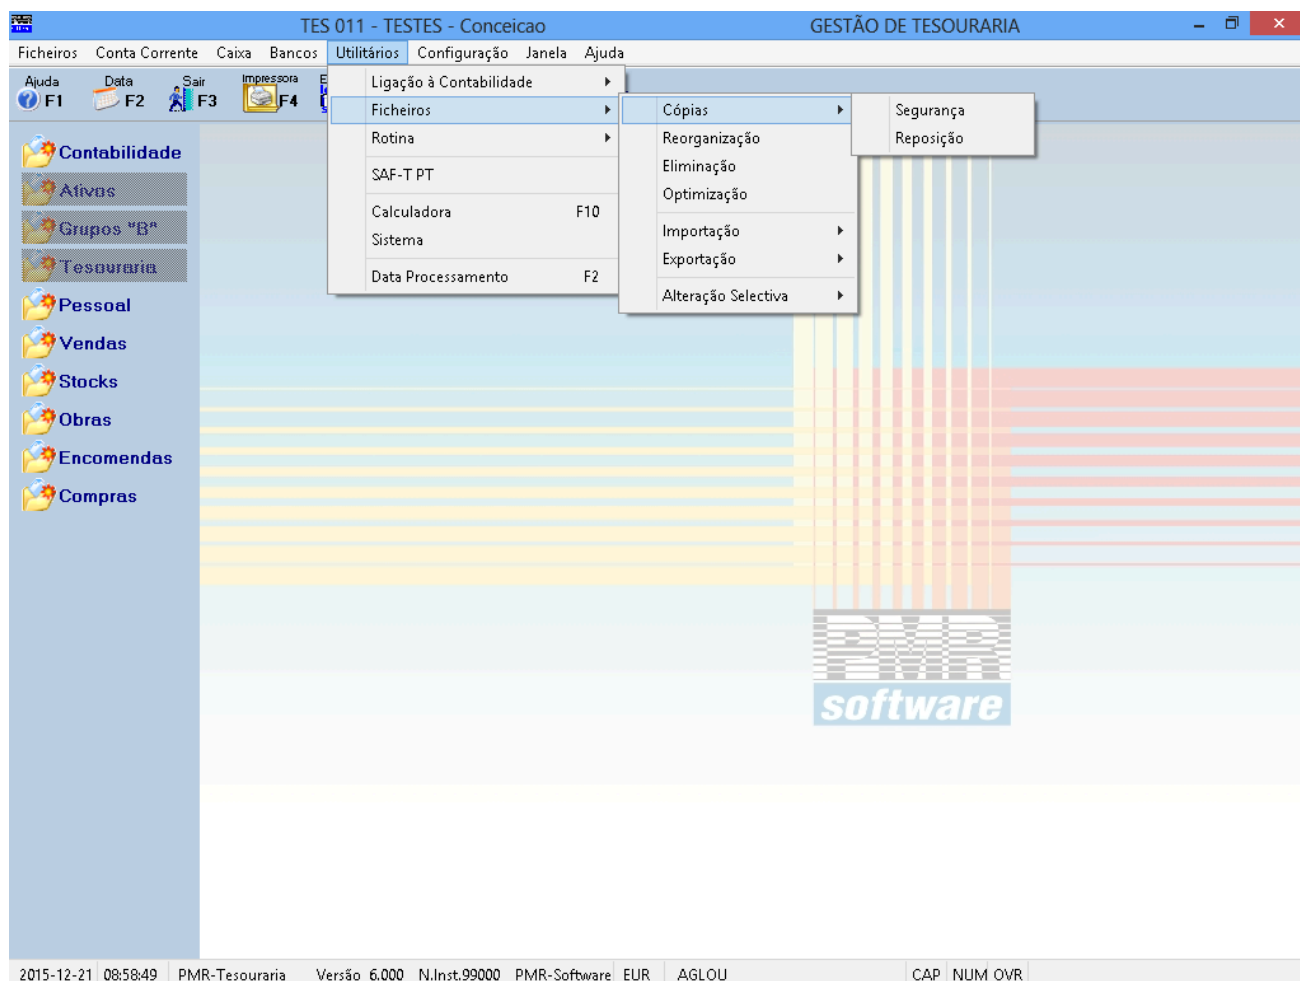 TES 011 - TESTES - Conceicao GESTÃO DE TESOURARIA
Ficheiros Conta Corrente Caixa Bancos Utilitários Configuração Janela Ajuda
Ajuda F1 Data F2 Sair F3 Impressora F4
Ligação à Contabilidade
Ficheiros
Rotina
SAF-T PT
Calculadora F10
Sistema
Data Processamento F2
Cópias
Reorganização
Eliminação
Optimização
Importação
Exportação
Alteração Selectiva
Segurança
Reposição
Contabilidade
Ativos
Grupos "B"
Tesouraria
Pessoal
Vendas
Stocks
Obras
Encomendas
Compras
PMR
software
2015-12-21 08:58:49 PMR-Tesouraria Versão 6.000 N.Inst.99000 PMR-Software EUR AGLOU CAP NUM OVR